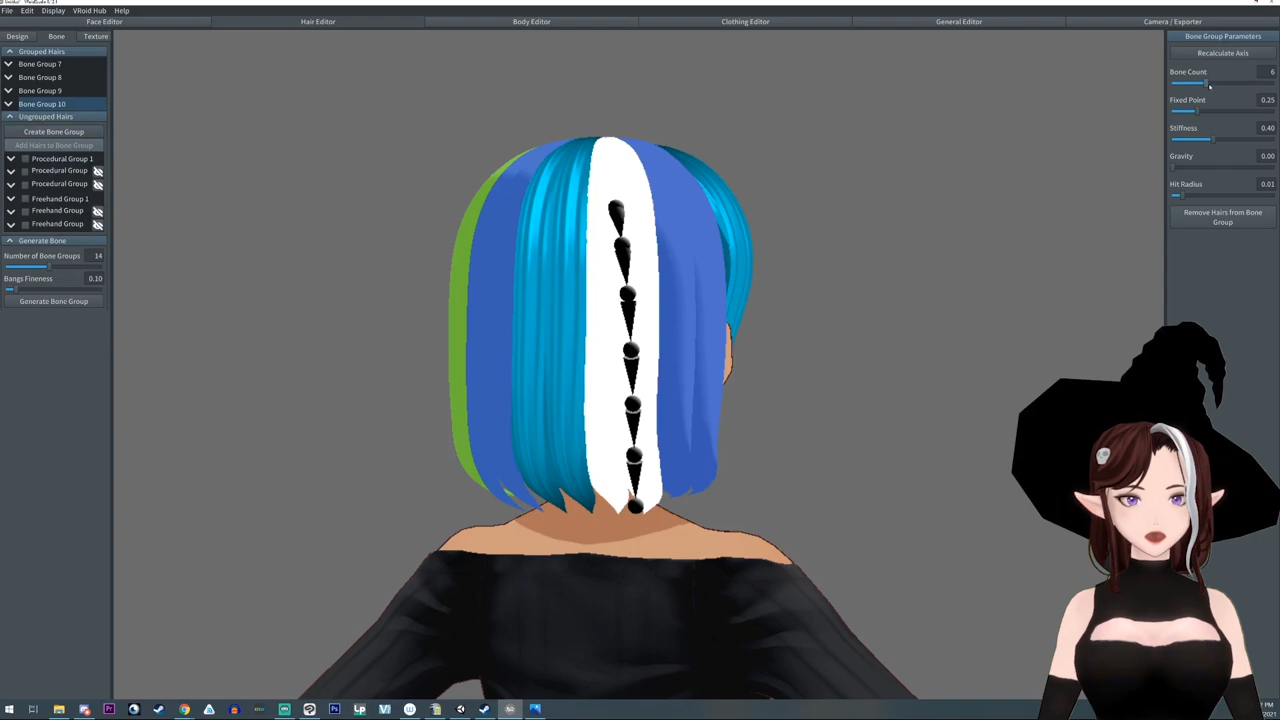 File Edit Display VRoid Hub Help
Face Editor Hair Editor Body Editor Clothing Editor General Editor Camera / Exporter
Design Bone Texture
Grouped Hairs
Bone Group 7
Bone Group 8
Bone Group 9
Bone Group 10
Ungrouped Hairs
Create Bone Group
Add Hairs to Bone Group
Procedural Group 1
Procedural Group
Procedural Group
Freehand Group 1
Freehand Group
Freehand Group
Generate Bone
Number of Bone Groups 14
Bangs Fineness 0.10
Generate Bone Group
Bone Group Parameters
Recalculate Axis
Bone Count 6
Fixed Point 0.25
Stiffness 0.40
Gravity 0.00
Hit Radius 0.01
Remove Hairs from Bone
Group